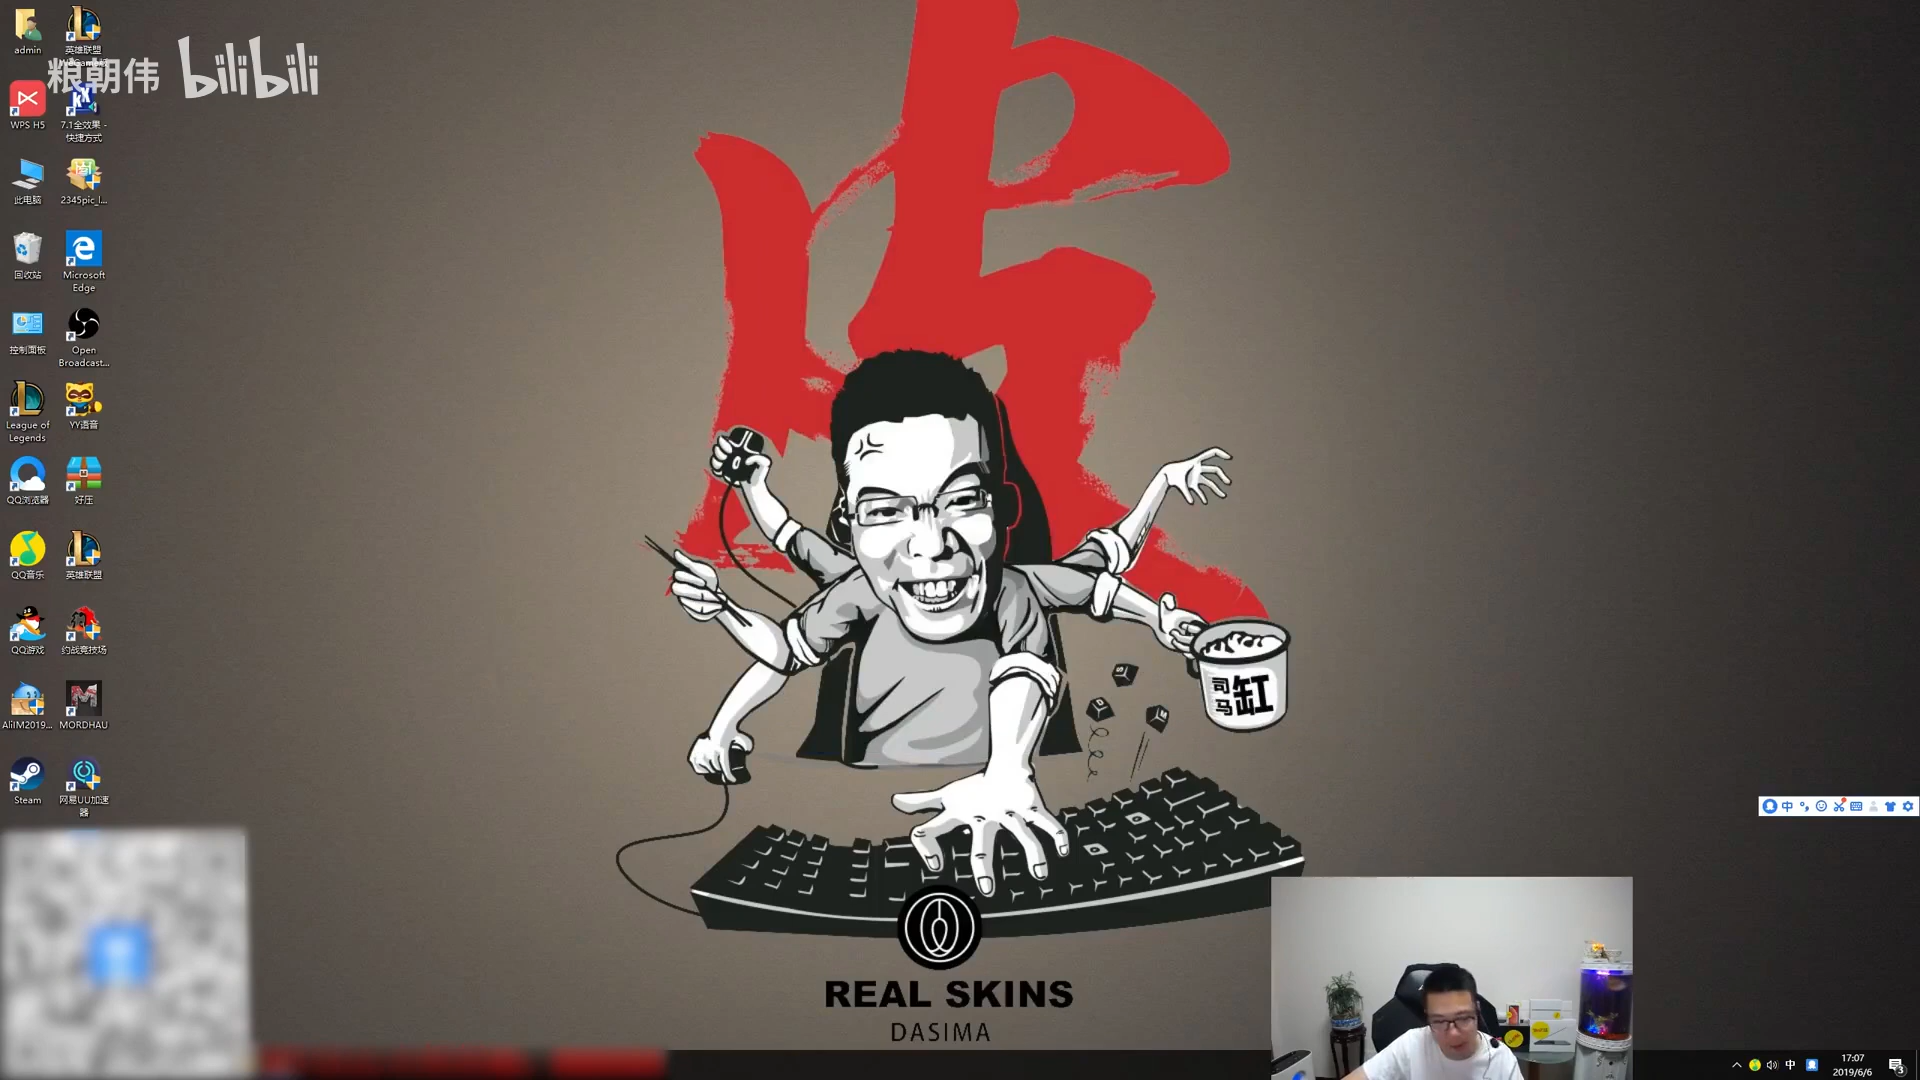 粮朝伟 bilibili
admin
英雄联盟
WPS H5
7.1全效果 -
快捷方式
此电脑
2345pic_l...
回收站
Microsoft
Edge
控制面板
Open
Broadcast...
League of
Legends
YY语音
QQ浏览器
好压
QQ音乐
英雄联盟
QQ游戏
约战竞技场
AliIM2019...
MORDHAU
Steam
网易UU加速
器
司马缸
S
D
M
REAL SKINS
DASIMA
中
中
17:07
2019/6/6
3